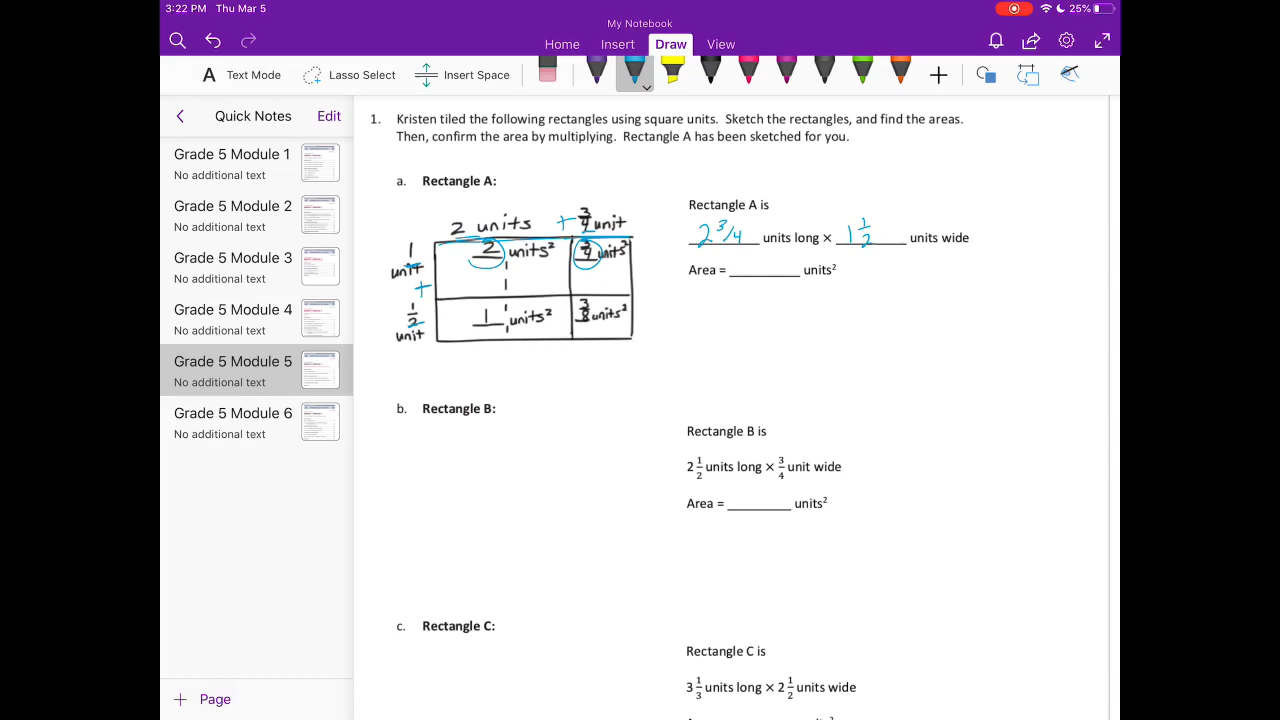 3:22 PM Thu Mar 5
25%
My Notebook
Home Insert Draw View
A Text Mode
Lasso Select
Insert Space
Quick Notes Edit
Grade 5 Module 1
No additional text
Grade 5 Module 2
No additional text
Grade 5 Module 3
No additional text
Grade 5 Module 4
No additional text
Grade 5 Module 5
No additional text
Grade 5 Module 6
No additional text
+ Page
1. Kristen tiled the following rectangles using square units. Sketch the rectangles, and find the areas.
Then, confirm the area by multiplying. Rectangle A has been sketched for you.
a. Rectangle A:
2 units + 3/4 unit
1 unit
2 units² 3/4 units²
+
1/2 unit
1 units² 3/8 units²
Rectangle A is
2 3/4 units long × 1 1/2 units wide
Area = ________ units²
b. Rectangle B:
Rectangle B is
2 1/2 units long × 3/4 unit wide
Area = ________ units²
c. Rectangle C:
Rectangle C is
3 1/3 units long × 2 1/2 units wide